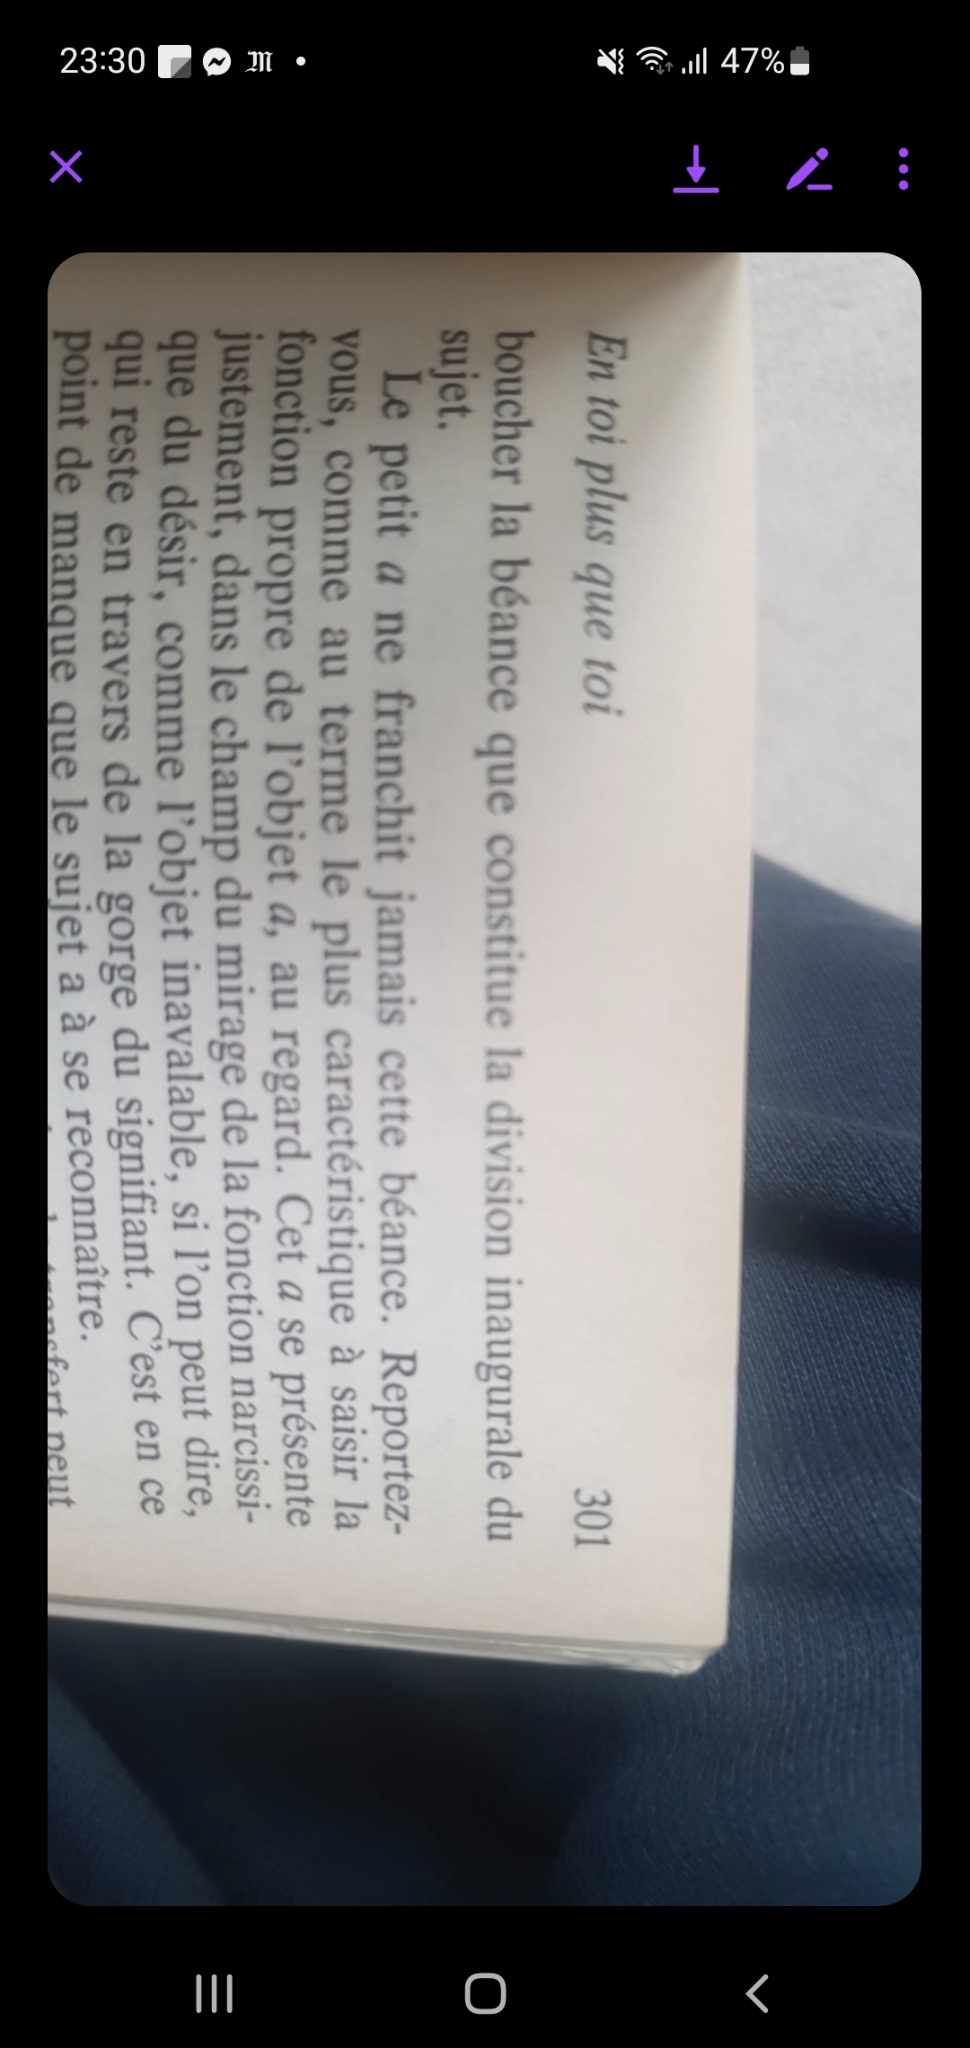 23:30 47%
En toi plus que toi 301
boucher la béance que constitue la division inaugurale du
sujet.
Le petit a ne franchit jamais cette béance. Reportez-
vous, comme au terme le plus caractéristique à saisir la
fonction propre de l'objet a, au regard. Cet a se présente
justement, dans le champ du mirage de la fonction narcissi-
que du désir, comme l'objet inavalable, si l'on peut dire,
qui reste en travers de la gorge du signifiant. C'est en ce
point de manque que le sujet a à se reconnaître.
transfert peut